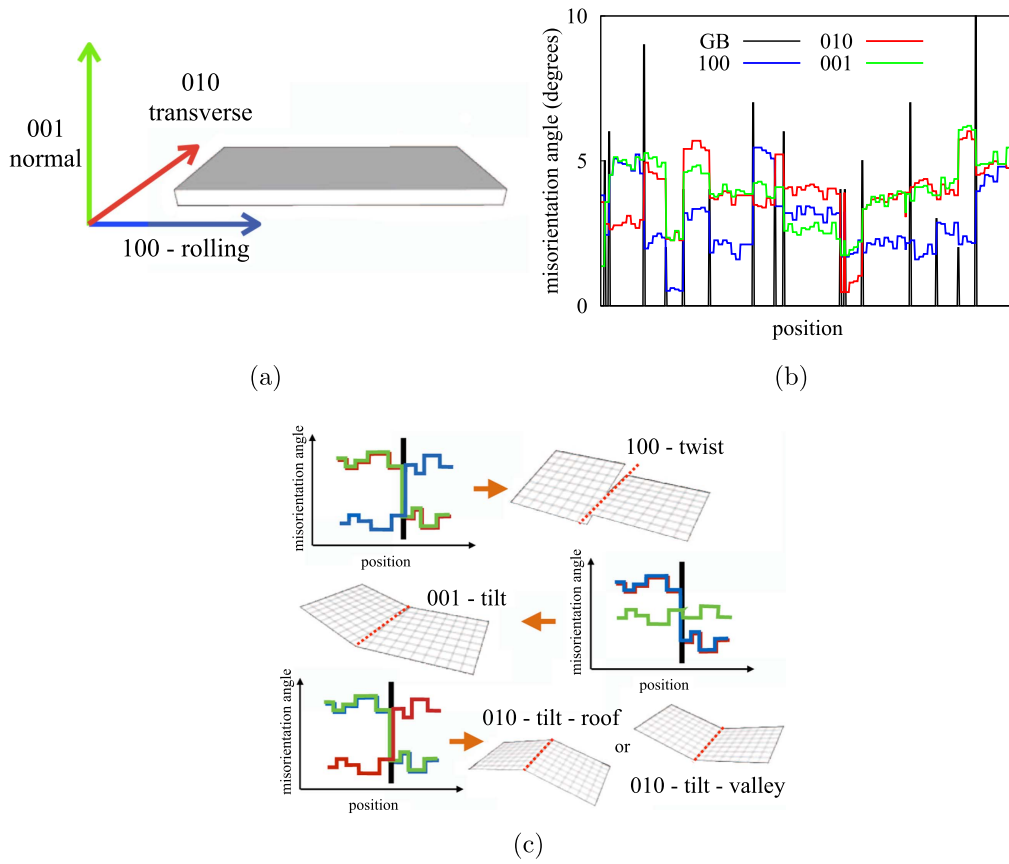 010
transverse
001
normal
100 - rolling
(a)
10
5
0
misorientation angle (degrees)
GB
100
010
001
position
(b)
misorientation angle
position
100 - twist
001 - tilt
misorientation angle
position
misorientation angle
position
010 - tilt - roof
or
010 - tilt - valley
(c)